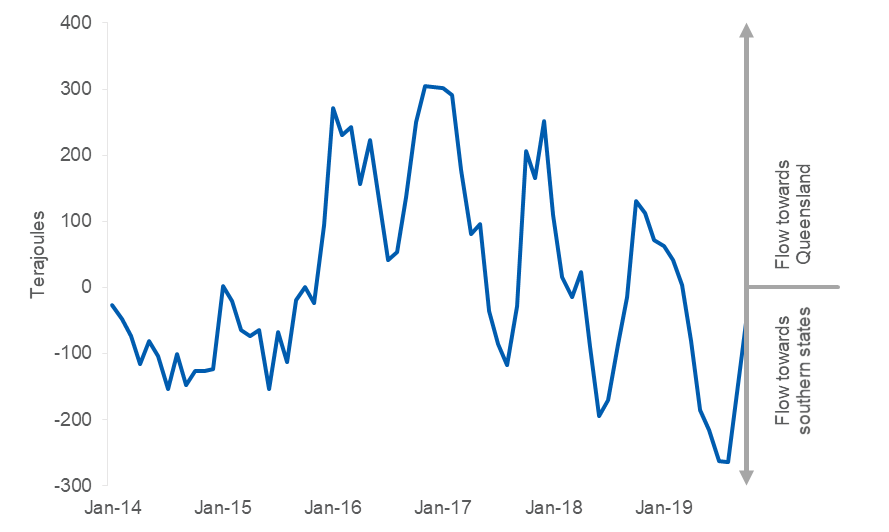 400
300
200
100
0
-100
-200
-300
Terajoules
Jan-14
Jan-15
Jan-16
Jan-17
Jan-18
Jan-19
Flow towards
Queensland
Flow towards
southern states